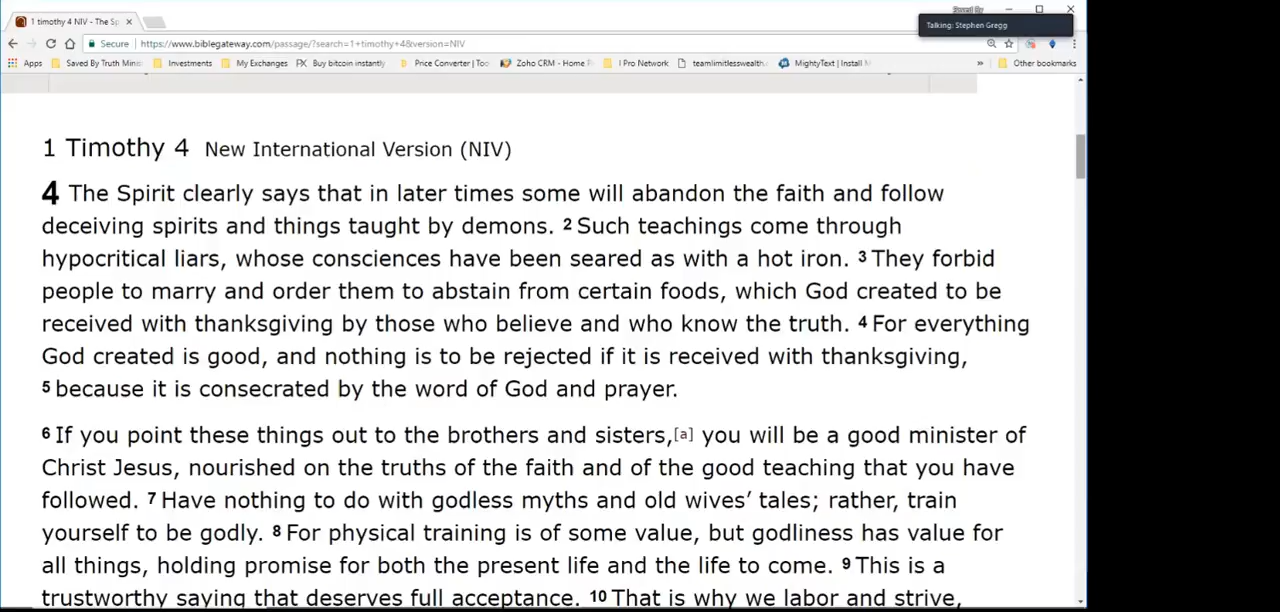 Saved By
1 timothy 4 NIV - The Sp
Talking: Stephen Gregg
Secure https://www.biblegateway.com/passage/?search=1+timothy+4&version=NIV
Apps Saved By Truth Minis Investments My Exchanges Buy bitcoin instantly Price Converter | Too Zoho CRM - Home P I Pro Network teamlimitlesswealth. MightyText | Install M » Other bookmarks
1 Timothy 4 New International Version (NIV)
4 The Spirit clearly says that in later times some will abandon the faith and follow
deceiving spirits and things taught by demons. 2 Such teachings come through
hypocritical liars, whose consciences have been seared as with a hot iron. 3 They forbid
people to marry and order them to abstain from certain foods, which God created to be
received with thanksgiving by those who believe and who know the truth. 4 For everything
God created is good, and nothing is to be rejected if it is received with thanksgiving,
5 because it is consecrated by the word of God and prayer.
6 If you point these things out to the brothers and sisters,[a] you will be a good minister of
Christ Jesus, nourished on the truths of the faith and of the good teaching that you have
followed. 7 Have nothing to do with godless myths and old wives’ tales; rather, train
yourself to be godly. 8 For physical training is of some value, but godliness has value for
all things, holding promise for both the present life and the life to come. 9 This is a
trustworthy saying that deserves full acceptance. 10 That is why we labor and strive,